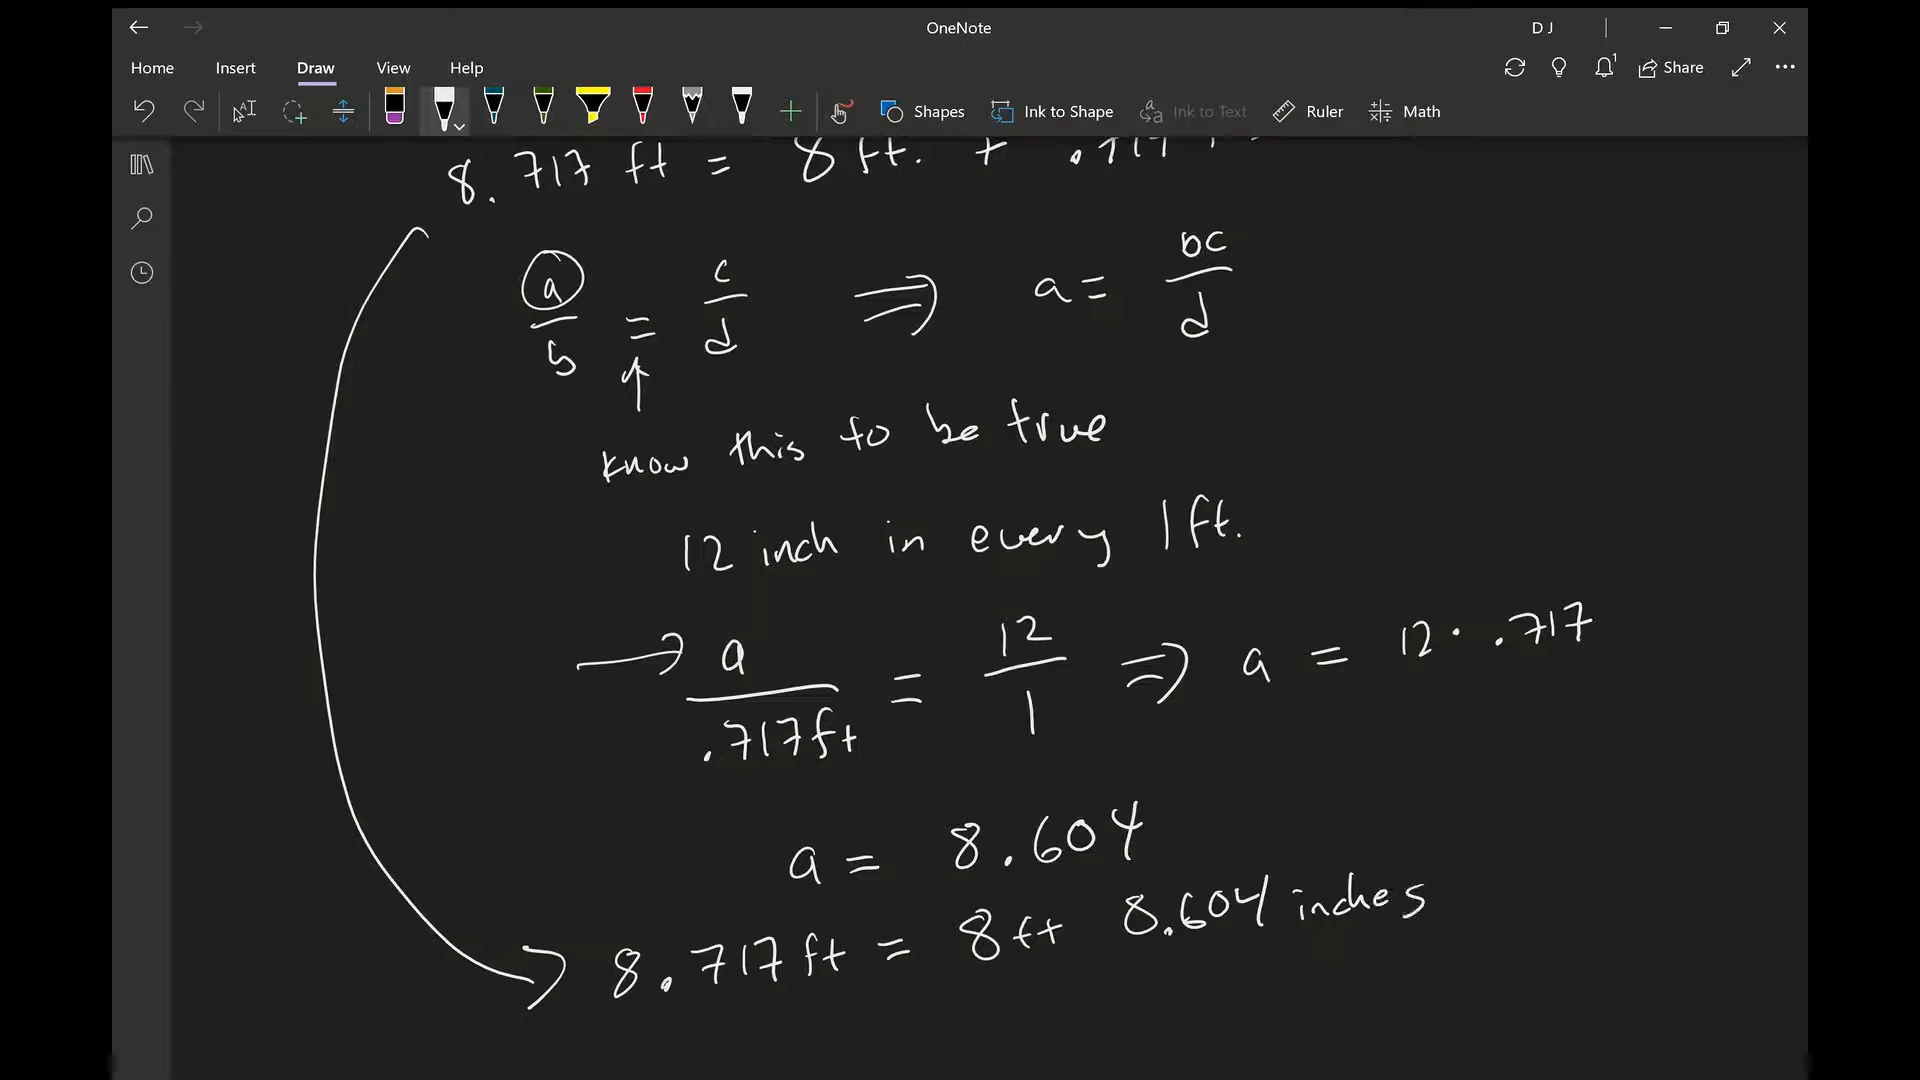 OneNote
D J
Home Insert Draw View Help
Share
Shapes Ink to Shape Ink to Text Ruler Math
8.717 ft = 8 ft. + .717
a/b = c/d ⇒ a = bc/d
↑
know this to be true
12 inch in every 1 ft.
→ a/.717ft = 12/1 ⇒ a = 12 · .717
a = 8.604
8.717 ft = 8 ft 8.604 inches